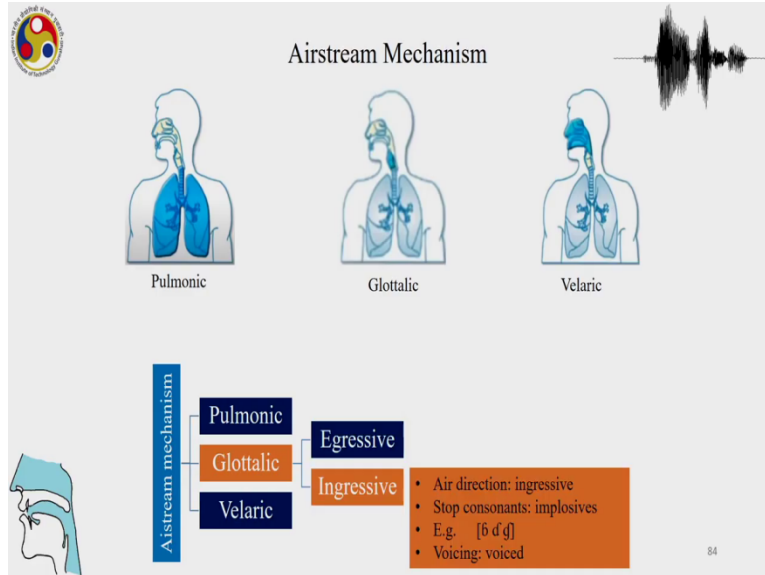 Airstream Mechanism
Pulmonic
Glottalic
Velaric
Aistream mechanism
Pulmonic
Glottalic
Velaric
Egressive
Ingressive
• Air direction: ingressive
• Stop consonants: implosives
• E.g. [ɓ ɗ ɠ]
• Voicing: voiced
84